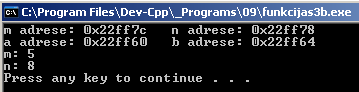 C:\Program Files\Dev-Cpp\_Programs\09\funkcijas3b.exe
m adrese: 0x22ff7c   n adrese: 0x22ff78
a adrese: 0x22ff60   b adrese: 0x22ff64
m: 5
n: 8
Press any key to continue . . .